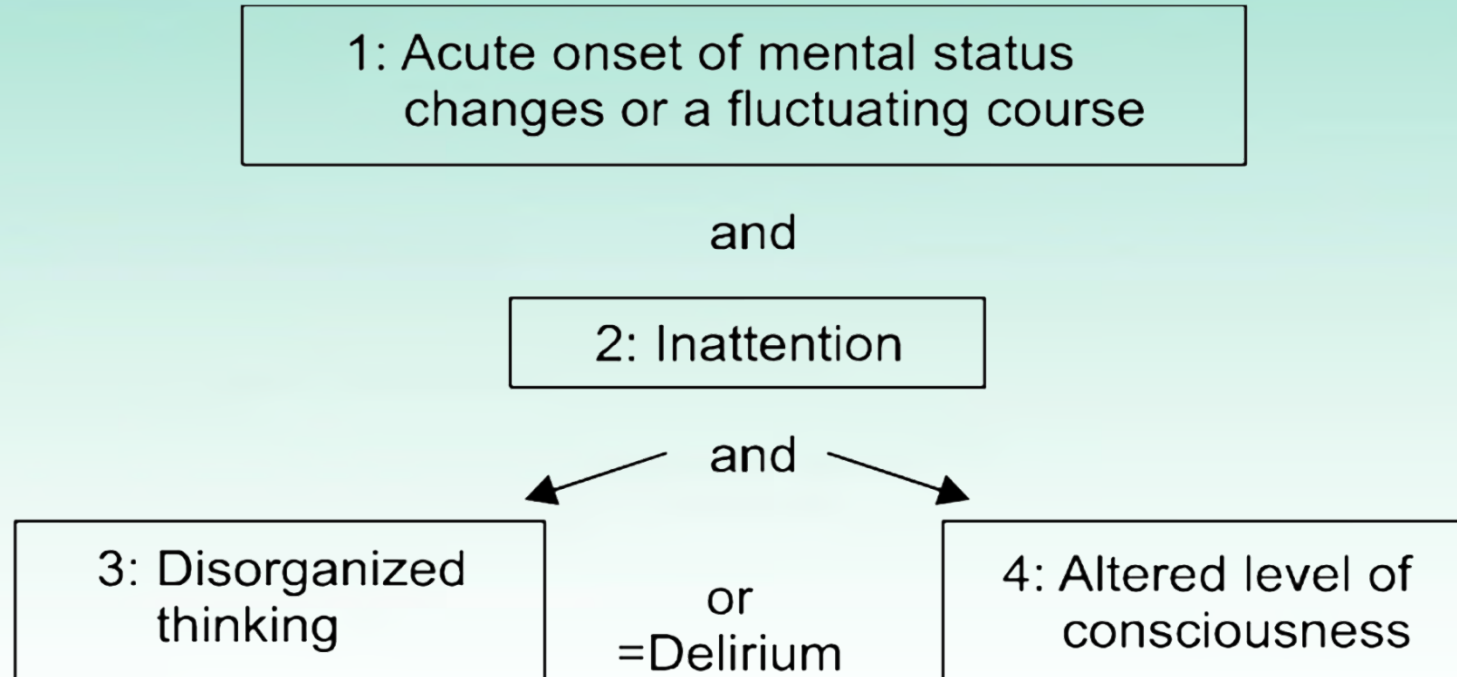 1: Acute onset of mental status
changes or a fluctuating course
and
2: Inattention
and
3: Disorganized
thinking
or
=Delirium
4: Altered level of
consciousness